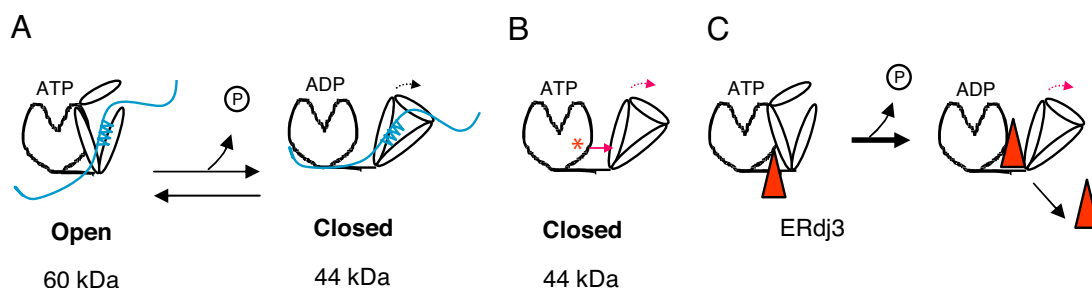 A
ATP
P
ADP
Open
60 kDa
Closed
44 kDa
B
ATP
*
Closed
44 kDa
C
ATP
P
ADP
ERdj3